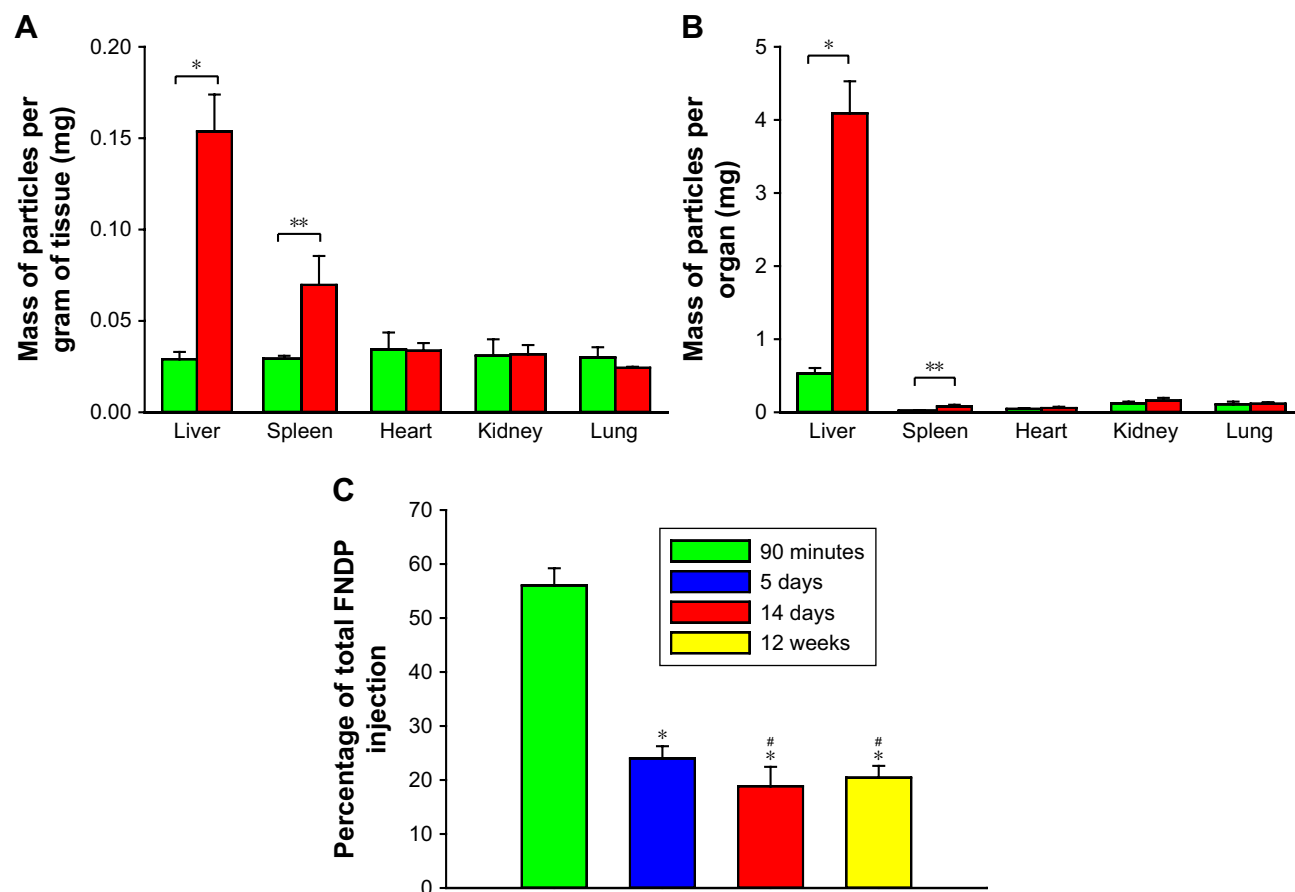 A
Mass of particles per
gram of tissue (mg)
0.20
0.15
0.10
0.05
0.00
*
**
Liver Spleen Heart Kidney Lung
B
Mass of particles per
organ (mg)
5
4
3
2
1
0
*
**
Liver Spleen Heart Kidney Lung
C
Percentage of total FNDP
injection
70
60
50
40
30
20
10
0
*
#
*
#
*
90 minutes
5 days
14 days
12 weeks